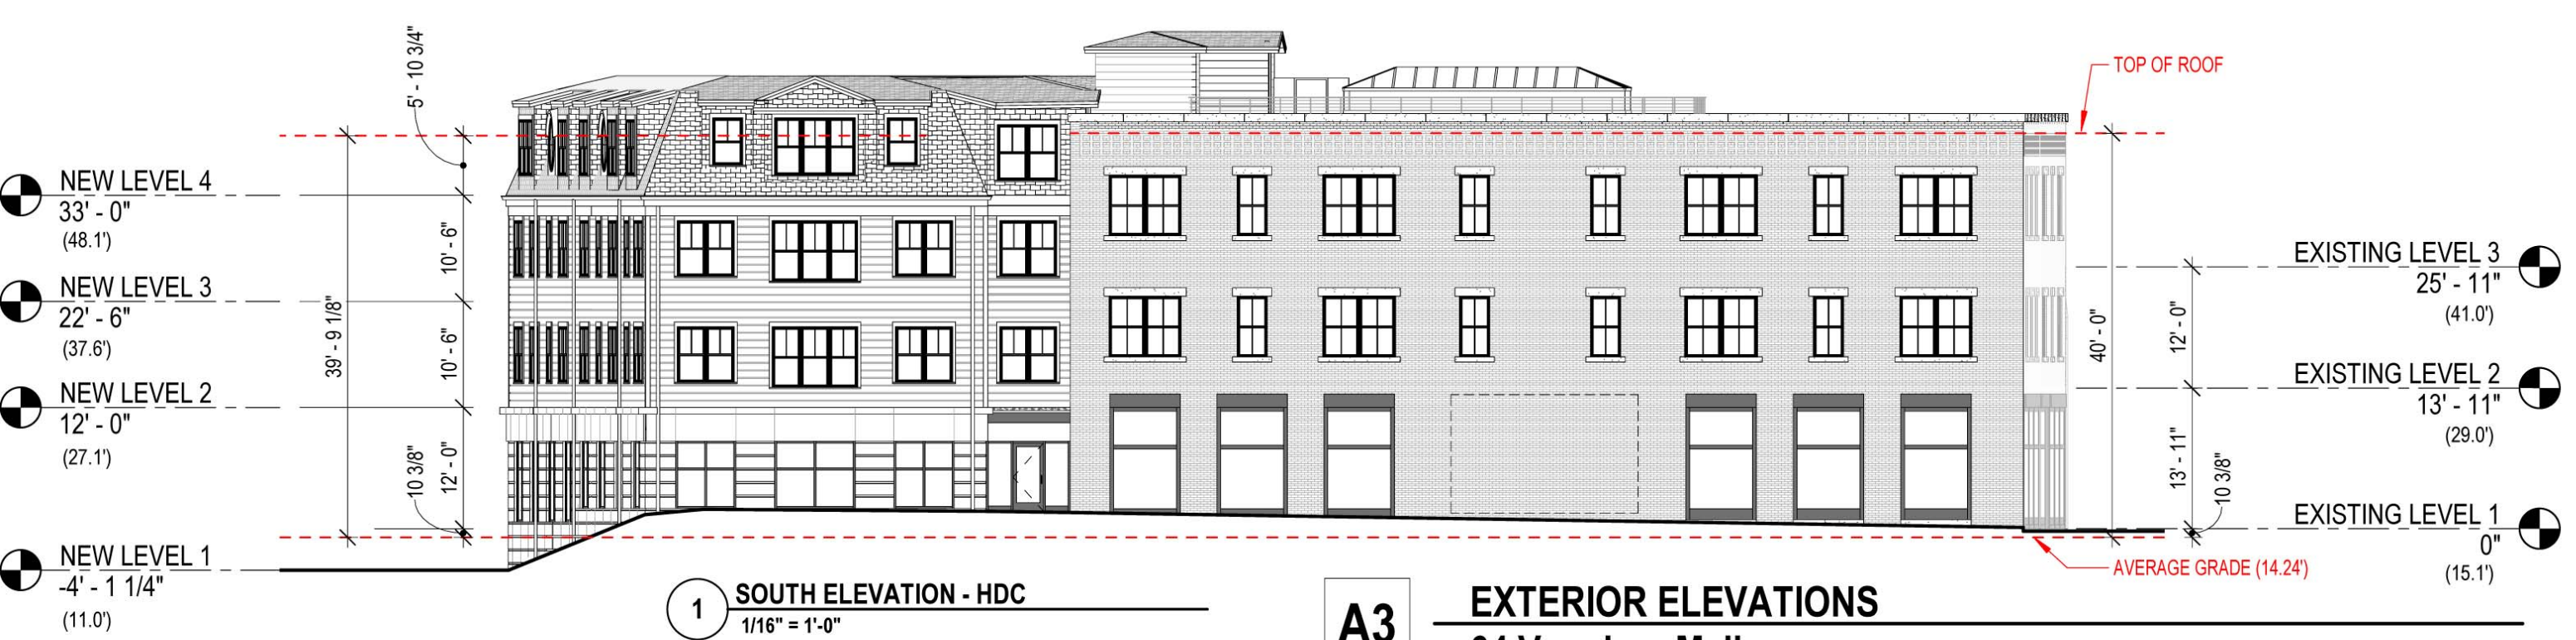 5' - 10 3/4"
TOP OF ROOF
NEW LEVEL 4
33' - 0"
(48.1')
10' - 6"
NEW LEVEL 3
22' - 6"
(37.6')
39' - 9 1/8"
10' - 6"
NEW LEVEL 2
12' - 0"
(27.1')
10 3/8"
12' - 0"
NEW LEVEL 1
-4' - 1 1/4"
(11.0')
EXISTING LEVEL 3
25' - 11"
(41.0')
40' - 0"
12' - 0"
EXISTING LEVEL 2
13' - 11"
(29.0')
13' - 11"
10 3/8"
EXISTING LEVEL 1
0"
(15.1')
AVERAGE GRADE (14.24')
1
SOUTH ELEVATION - HDC
1/16" = 1'-0"
A3
EXTERIOR ELEVATIONS